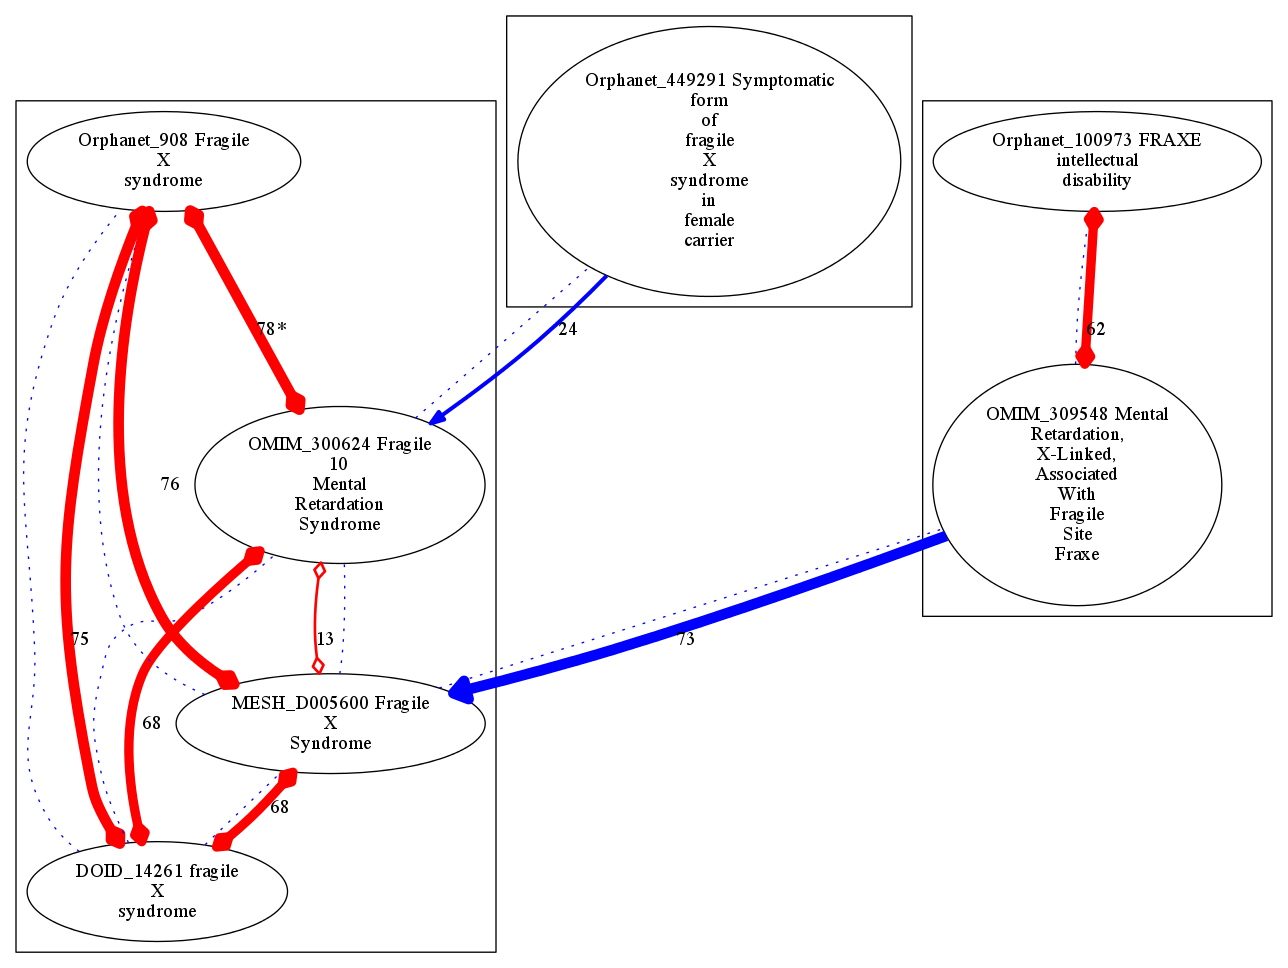 Orphanet_449291 Symptomatic
form
of
fragile
X
syndrome
in
female
carrier
Orphanet_908 Fragile
X
syndrome
Orphanet_100973 FRAXE
intellectual
disability
78*
24
62
OMIM_300624 Fragile
10
Mental
Retardation
Syndrome
OMIM_309548 Mental
Retardation,
X-Linked,
Associated
With
Fragile
Site
Fraxe
76
75
13
73
MESH_D005600 Fragile
X
Syndrome
68
68
DOID_14261 fragile
X
syndrome